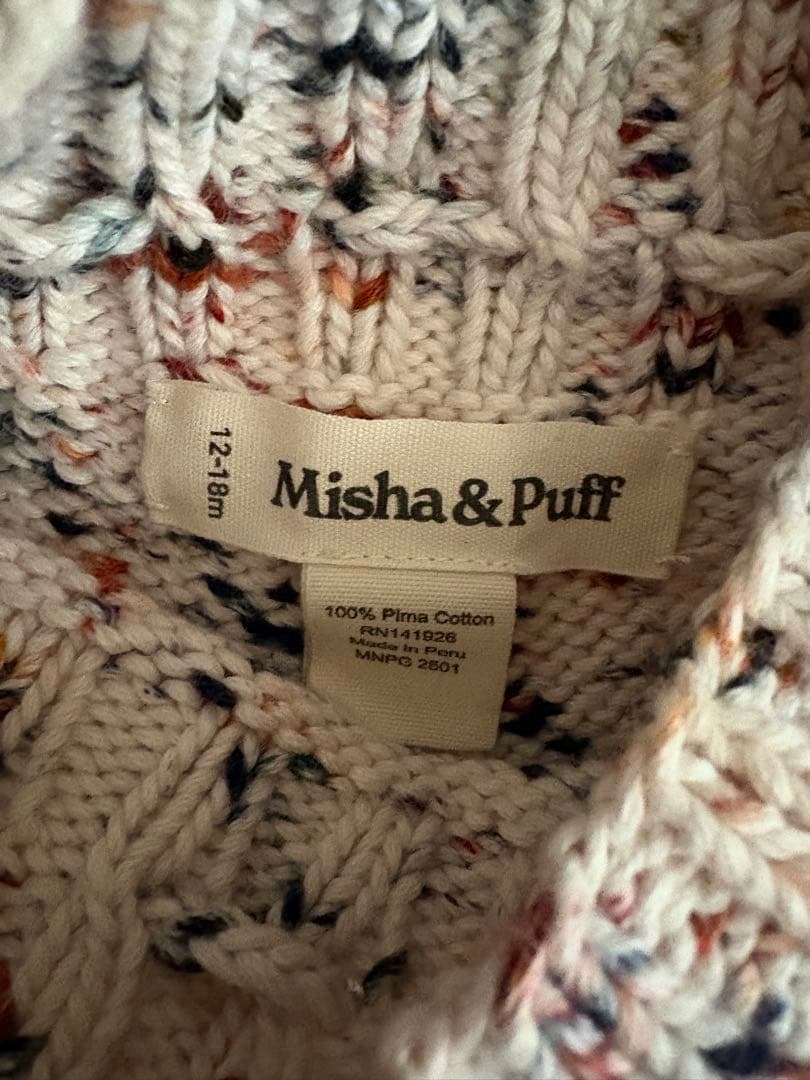 12-18m
Misha & Puff
100% Pima Cotton
RN141926
Made in Peru
MNPG 2501